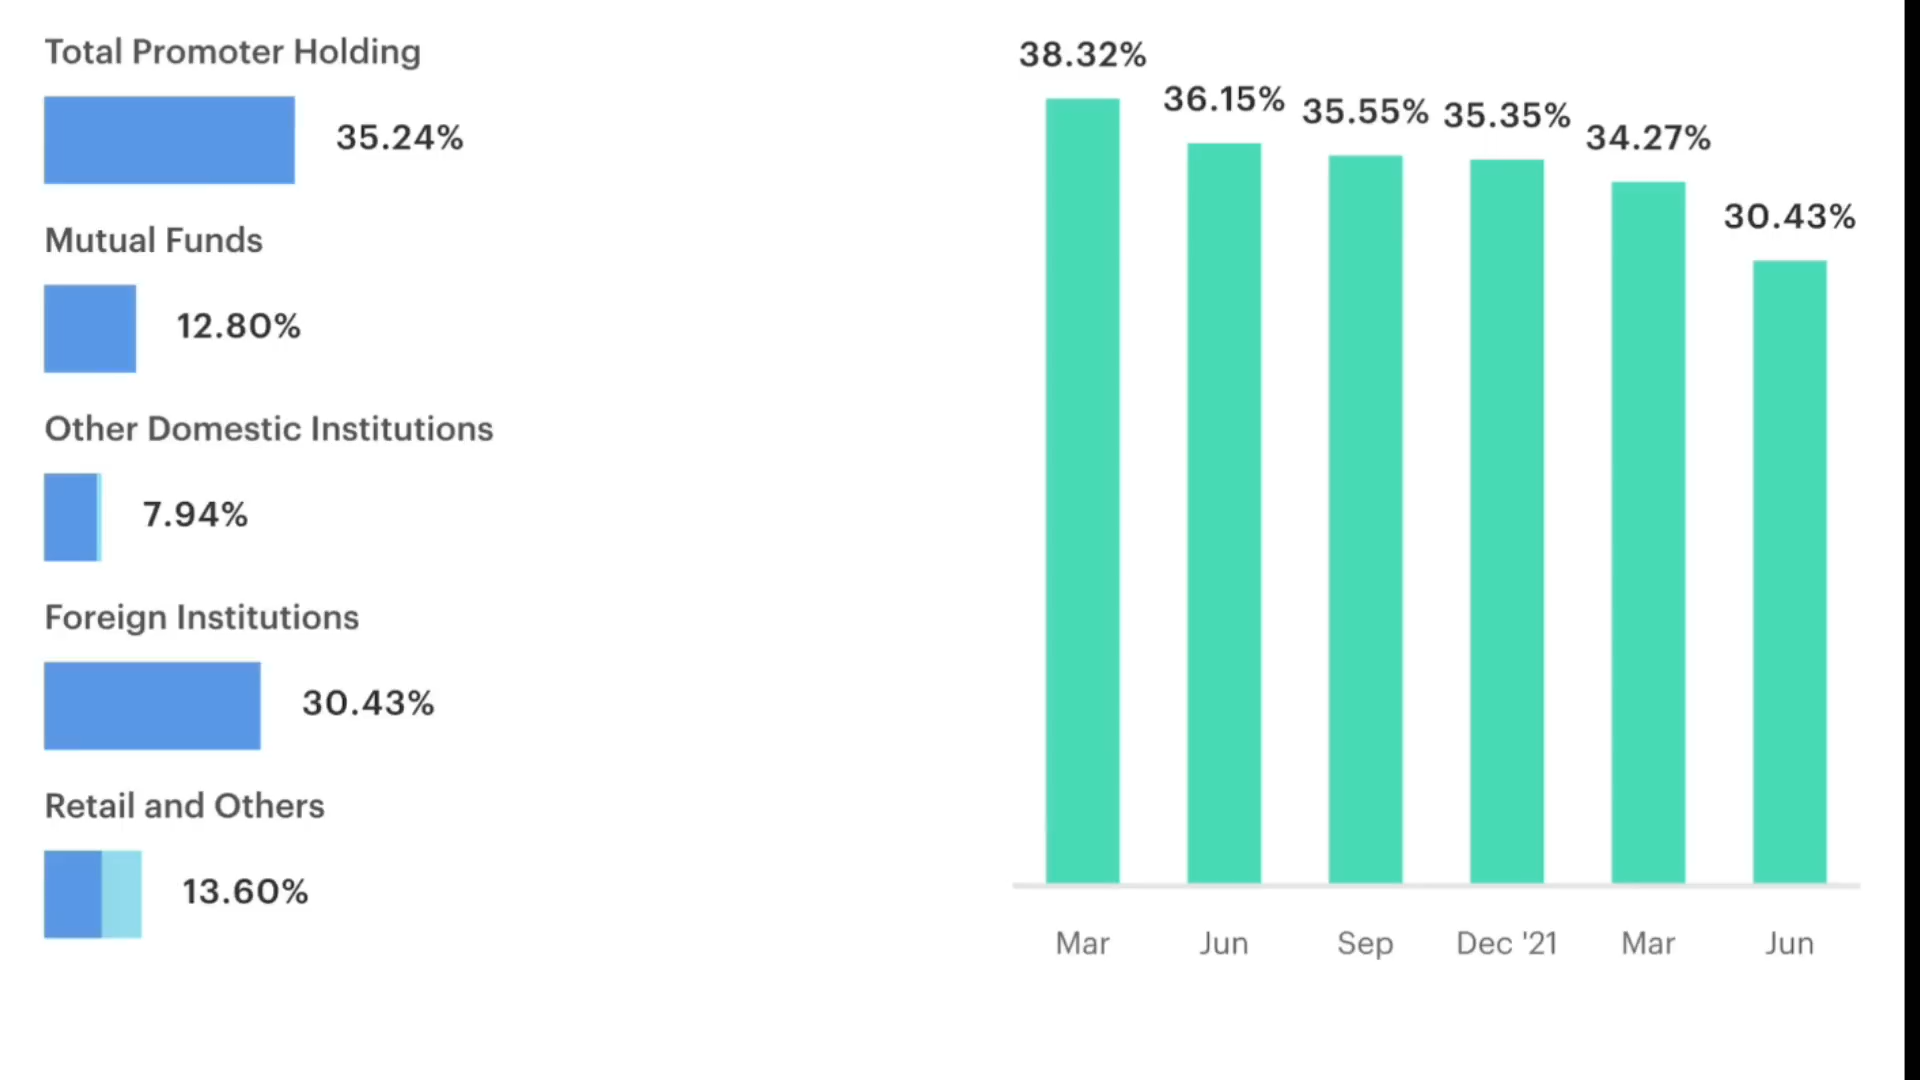 Total Promoter Holding
35.24%
Mutual Funds
12.80%
Other Domestic Institutions
7.94%
Foreign Institutions
30.43%
Retail and Others
13.60%
38.32%
36.15%
35.55%
35.35%
34.27%
30.43%
Mar Jun Sep Dec '21 Mar Jun